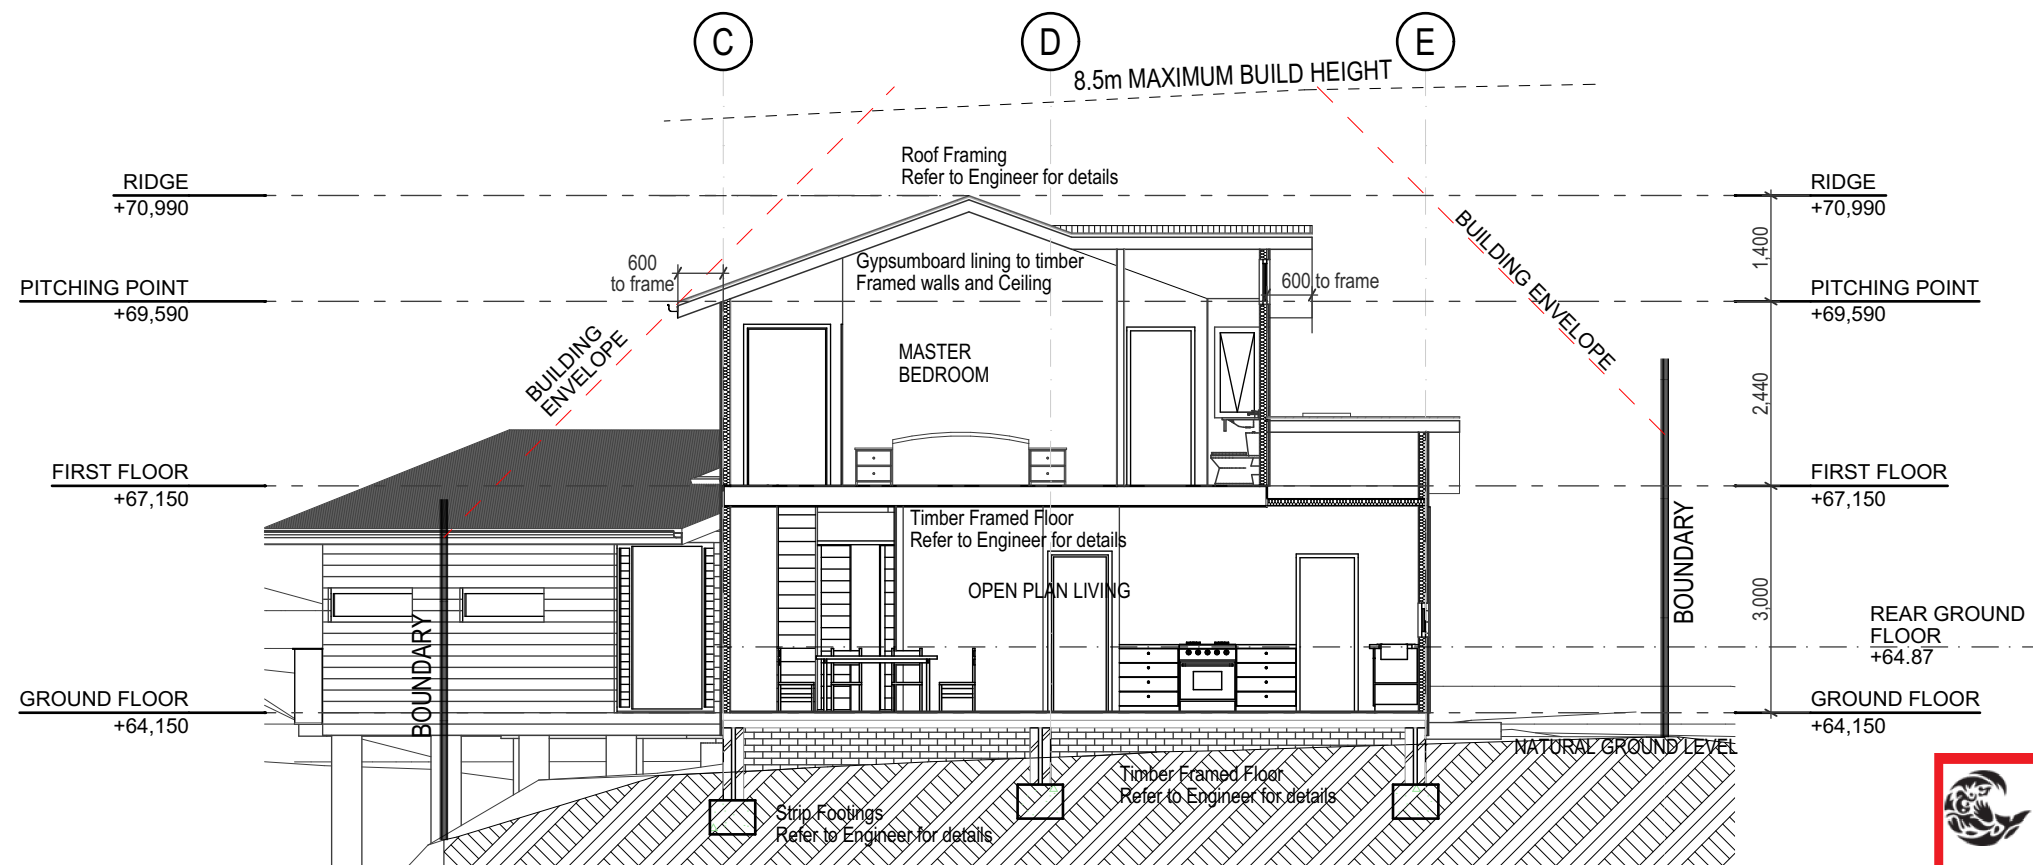 C
D
E
8.5m MAXIMUM BUILD HEIGHT
Roof Framing
Refer to Engineer for details
RIDGE
+70,990
RIDGE
+70,990
BUILDING ENVELOPE
1,400
600
to frame
Gypsumboard lining to timber
Framed walls and Ceiling
600 to frame
PITCHING POINT
+69,590
PITCHING POINT
+69,590
BUILDING
ENVELOPE
MASTER
BEDROOM
2,440
FIRST FLOOR
+67,150
FIRST FLOOR
+67,150
Timber Framed Floor
Refer to Engineer for details
OPEN PLAN LIVING
BOUNDARY
BOUNDARY
3,000
REAR GROUND
FLOOR
+64.87
GROUND FLOOR
+64,150
GROUND FLOOR
+64,150
NATURAL GROUND LEVEL
Timber Framed Floor
Refer to Engineer for details
Strip Footings
Refer to Engineer for details